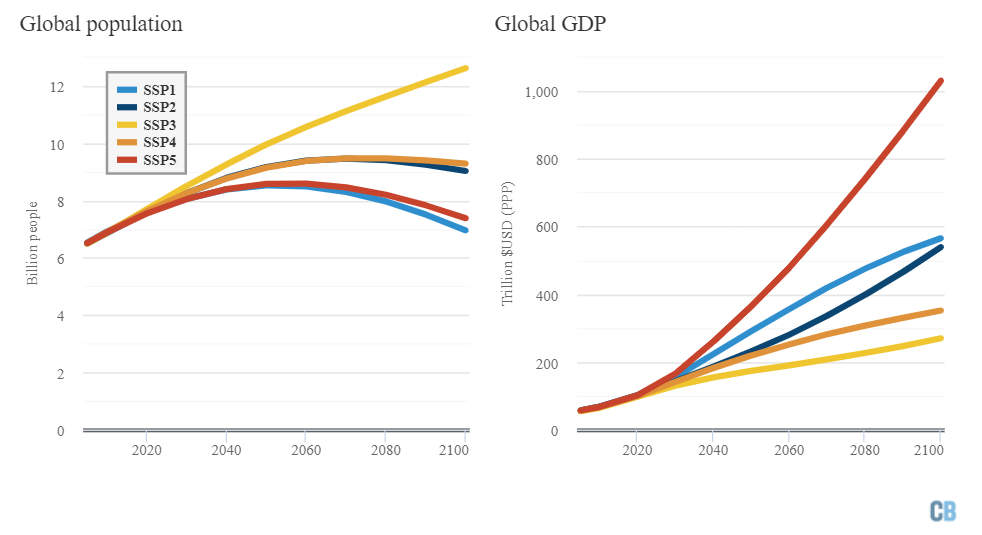 Global population
Global GDP
SSP1
SSP2
SSP3
SSP4
SSP5
Billion people
12
10
8
6
4
2
0
2020 2040 2060 2080 2100
Trillion $USD (PPP)
1,000
800
600
400
200
0
2020 2040 2060 2080 2100
CB